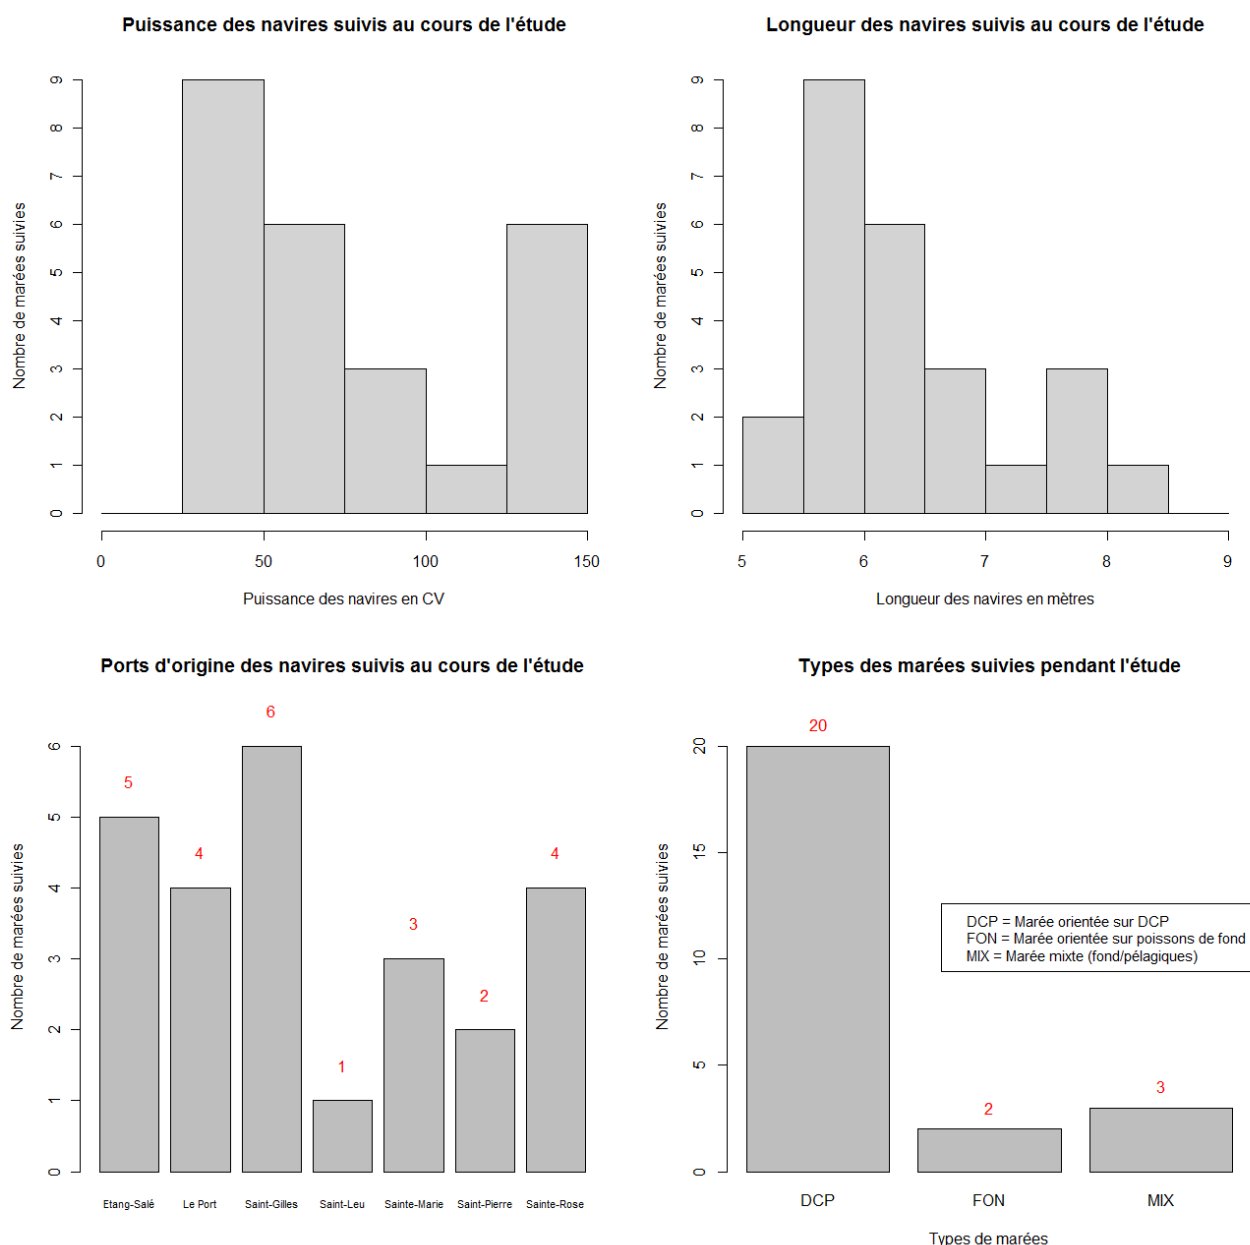 Puissance des navires suivis au cours de l'étude
Nombre de marées suivies
9
8
7
6
5
4
3
2
1
0
0 50 100 150
Puissance des navires en CV
Longueur des navires suivis au cours de l'étude
Nombre de marées suivies
9
8
7
6
5
4
3
2
1
0
5 6 7 8 9
Longueur des navires en mètres
Ports d'origine des navires suivis au cours de l'étude
Nombre de marées suivies
6
5
4
3
2
1
0
5 4 6 1 3 2 4
Etang-Salé Le Port Saint-Gilles Saint-Leu Sainte-Marie Saint-Pierre Sainte-Rose
Types des marées suivies pendant l'étude
Nombre de marées suivies
20
15
10
5
0
20 2 3
DCP = Marée orientée sur DCP
FON = Marée orientée sur poissons de fond
MIX = Marée mixte (fond/pélagiques)
DCP FON MIX
Types de marées